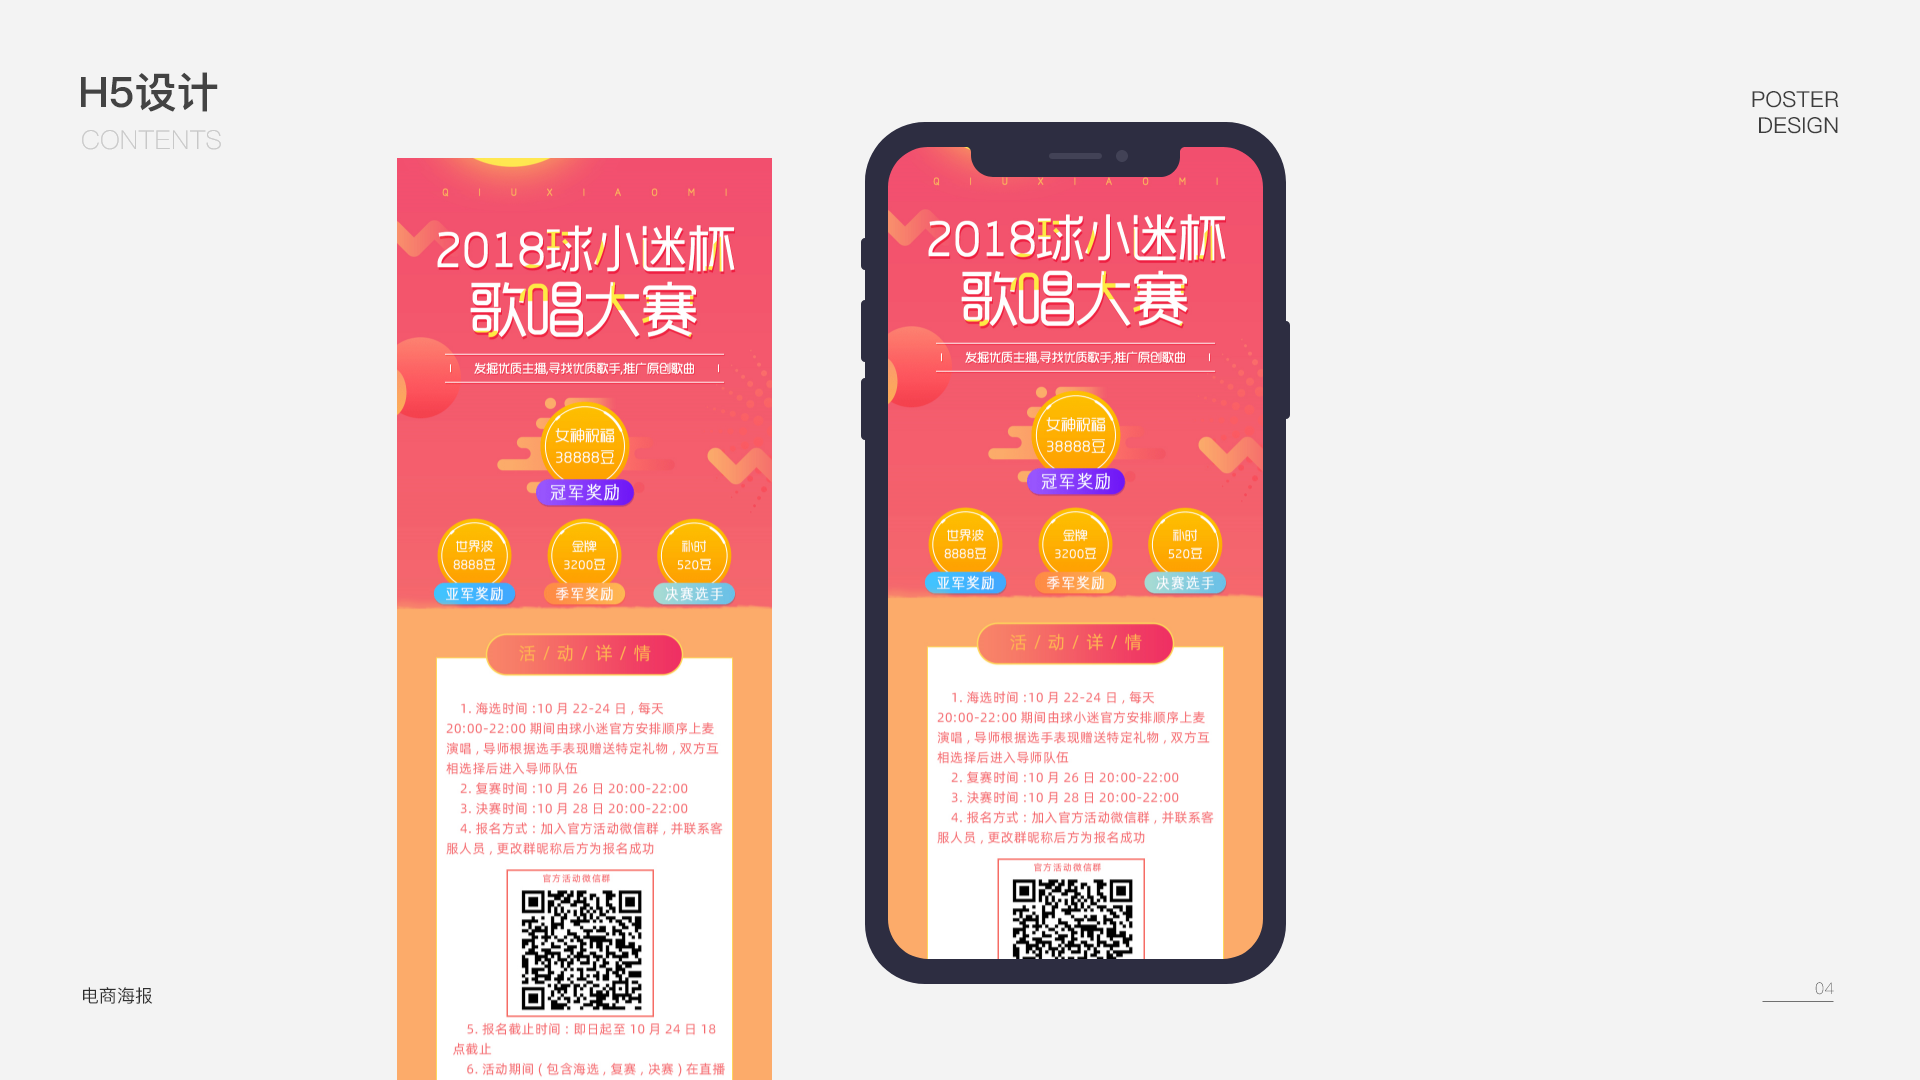 H5设计
CONTENTS
POSTER
DESIGN
QIUXIAOMI
2018球小迷杯
歌唱大赛
发掘优质主播,寻找优质歌手,推广原创歌曲
女神祝福
38888豆
冠军奖励
世界波
8888豆
亚军奖励
金牌
3200豆
季军奖励
补时
520豆
决赛选手
活/动/详/情
1. 海选时间 :10 月 22-24 日 , 每天
20:00-22:00 期间由球小迷官方安排顺序上麦
演唱 , 导师根据选手表现赠送特定礼物 , 双方互
相选择后进入导师队伍
2. 复赛时间 :10 月 26 日 20:00-22:00
3. 决赛时间 :10 月 28 日 20:00-22:00
4. 报名方式 : 加入官方活动微信群 , 并联系客
服人员 , 更改群昵称后方为报名成功
官方活动微信群
5. 报名截止时间 : 即日起至 10 月 24 日 18
点截止
6. 活动期间 ( 包含海选 , 复赛 , 决赛 ) 在直播
QIUXIAOMI
2018球小迷杯
歌唱大赛
发掘优质主播,寻找优质歌手,推广原创歌曲
女神祝福
38888豆
冠军奖励
世界波
8888豆
亚军奖励
金牌
3200豆
季军奖励
补时
520豆
决赛选手
活/动/详/情
1. 海选时间 :10 月 22-24 日 , 每天
20:00-22:00 期间由球小迷官方安排顺序上麦
演唱 , 导师根据选手表现赠送特定礼物 , 双方互
相选择后进入导师队伍
2. 复赛时间 :10 月 26 日 20:00-22:00
3. 决赛时间 :10 月 28 日 20:00-22:00
4. 报名方式 : 加入官方活动微信群 , 并联系客
服人员 , 更改群昵称后方为报名成功
官方活动微信群
电商海报
04